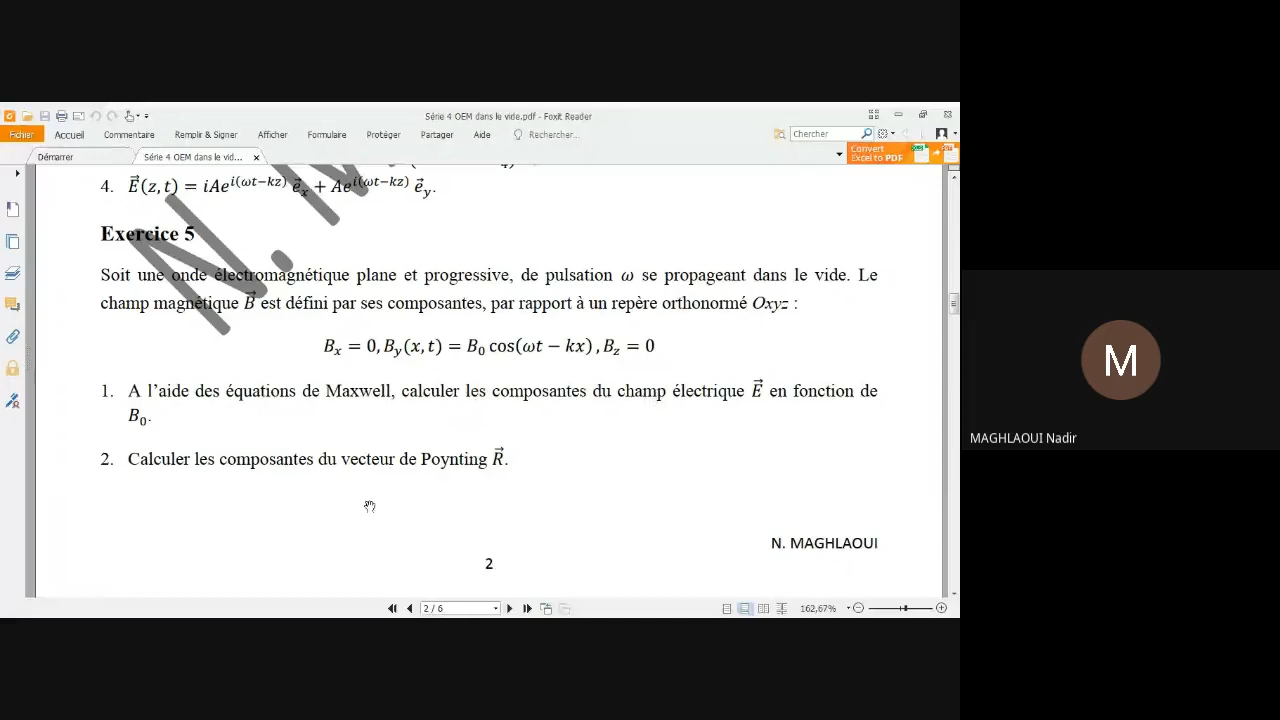 Série 4 OEM dans le vide.pdf - Foxit Reader
Fichier Accueil Commentaire Remplir & Signer Afficher Formulaire Protéger Partager Aide Rechercher... Chercher
Démarrer Série 4 OEM dans le vid... Convert Excel to PDF
4. E⃗(z, t) = iAe^{i(ωt−kz)} e⃗_x + Ae^{i(ωt−kz)} e⃗_y.
N.
Exercice 5
Soit une onde électromagnétique plane et progressive, de pulsation ω se propageant dans le vide. Le
champ magnétique B⃗ est défini par ses composantes, par rapport à un repère orthonormé Oxyz :
B_x = 0, B_y(x, t) = B_0 cos(ωt − kx) , B_z = 0
1. A l’aide des équations de Maxwell, calculer les composantes du champ électrique E⃗ en fonction de
B_0.
2. Calculer les composantes du vecteur de Poynting R⃗.
N. MAGHLAOUI
2
2 / 6 162,67%
M
MAGHLAOUI Nadir